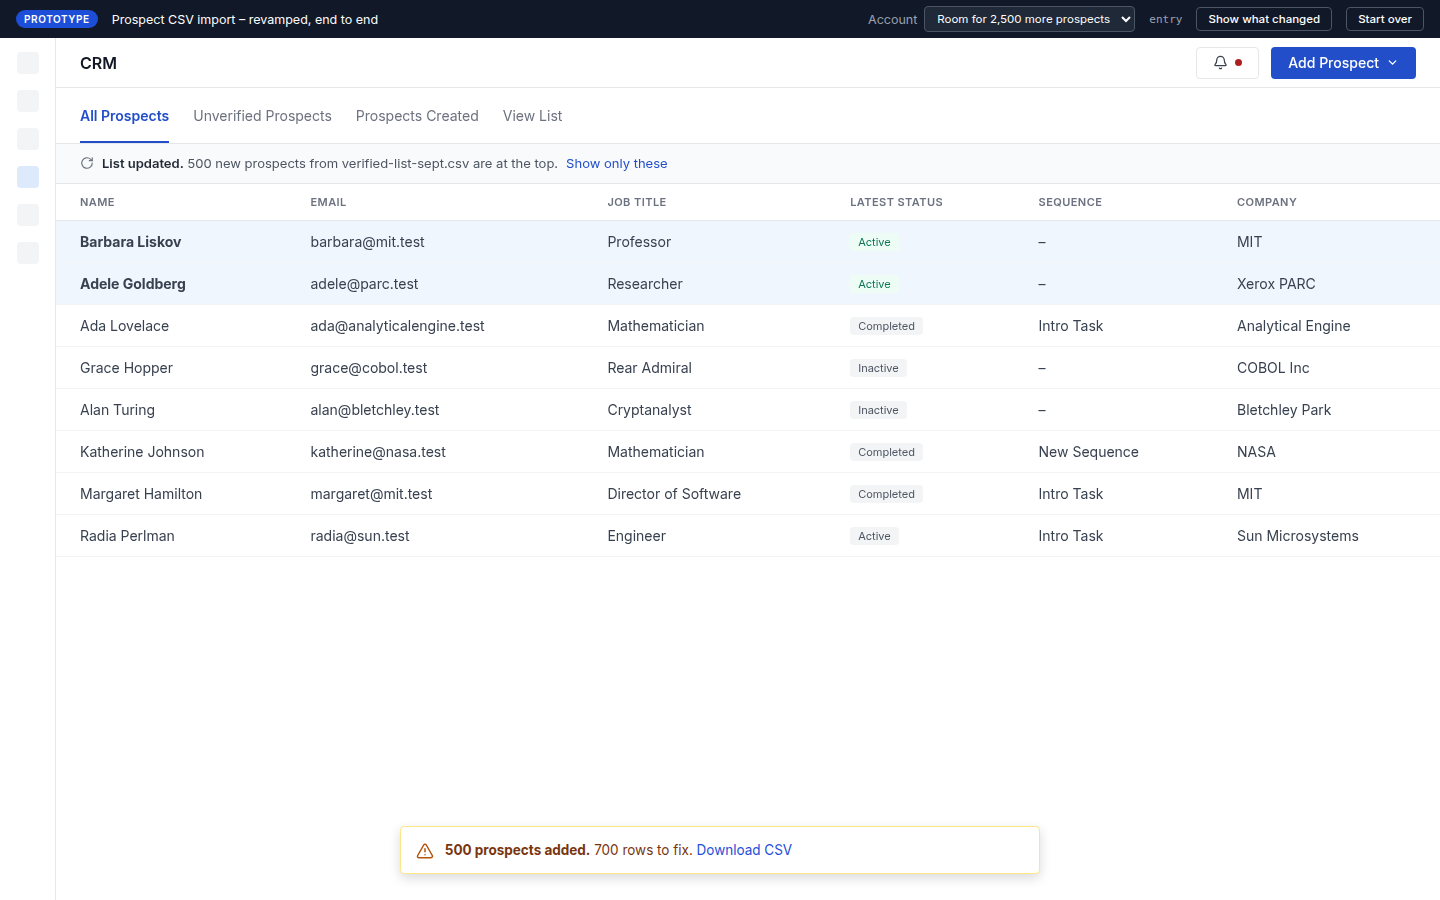 PROTOTYPE Prospect CSV import – revamped, end to end Account Room for 2,500 more prospects entry Show what changed Start over
CRM Add Prospect
All Prospects Unverified Prospects Prospects Created View List
List updated. 500 new prospects from verified-list-sept.csv are at the top. Show only these
NAME EMAIL JOB TITLE LATEST STATUS SEQUENCE COMPANY
Barbara Liskov barbara@mit.test Professor Active – MIT
Adele Goldberg adele@parc.test Researcher Active – Xerox PARC
Ada Lovelace ada@analyticalengine.test Mathematician Completed Intro Task Analytical Engine
Grace Hopper grace@cobol.test Rear Admiral Inactive – COBOL Inc
Alan Turing alan@bletchley.test Cryptanalyst Inactive – Bletchley Park
Katherine Johnson katherine@nasa.test Mathematician Completed New Sequence NASA
Margaret Hamilton margaret@mit.test Director of Software Completed Intro Task MIT
Radia Perlman radia@sun.test Engineer Active Intro Task Sun Microsystems
500 prospects added. 700 rows to fix. Download CSV